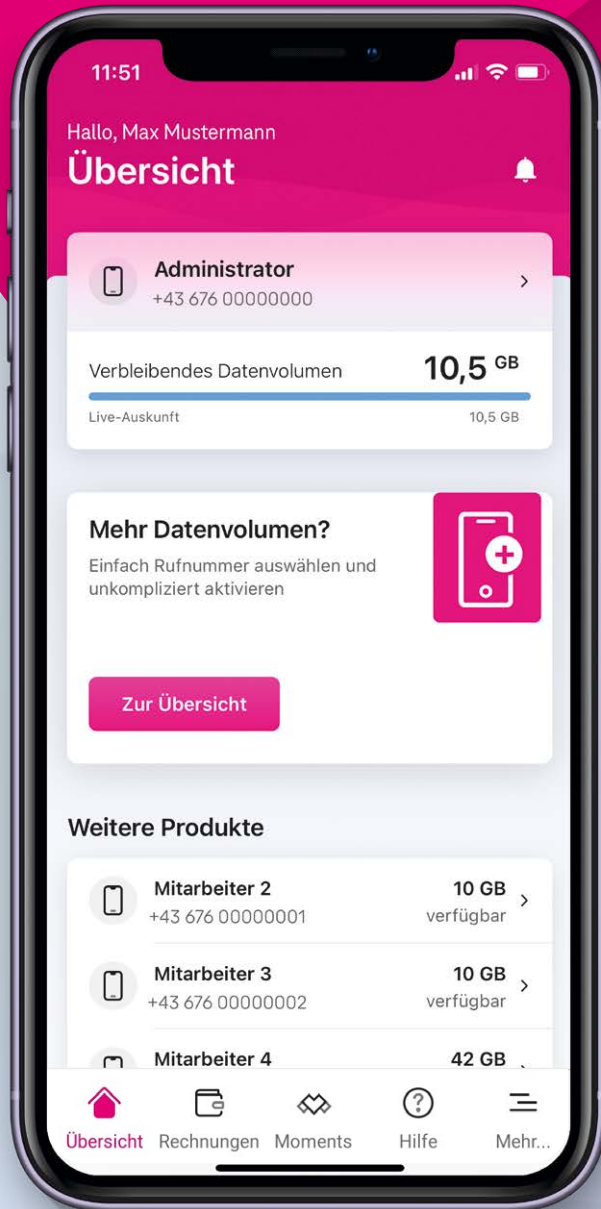 11:51
Hallo, Max Mustermann
Übersicht
Administrator
+43 676 00000000
Verbleibendes Datenvolumen
10,5 GB
Live-Auskunft
10,5 GB
Mehr Datenvolumen?
Einfach Rufnummer auswählen und
unkompliziert aktivieren
Zur Übersicht
Weitere Produkte
Mitarbeiter 2
10 GB
+43 676 00000001
verfügbar
Mitarbeiter 3
10 GB
+43 676 00000002
verfügbar
Mitarbeiter 4
42 GB
Übersicht
Rechnungen
Moments
Hilfe
Mehr...